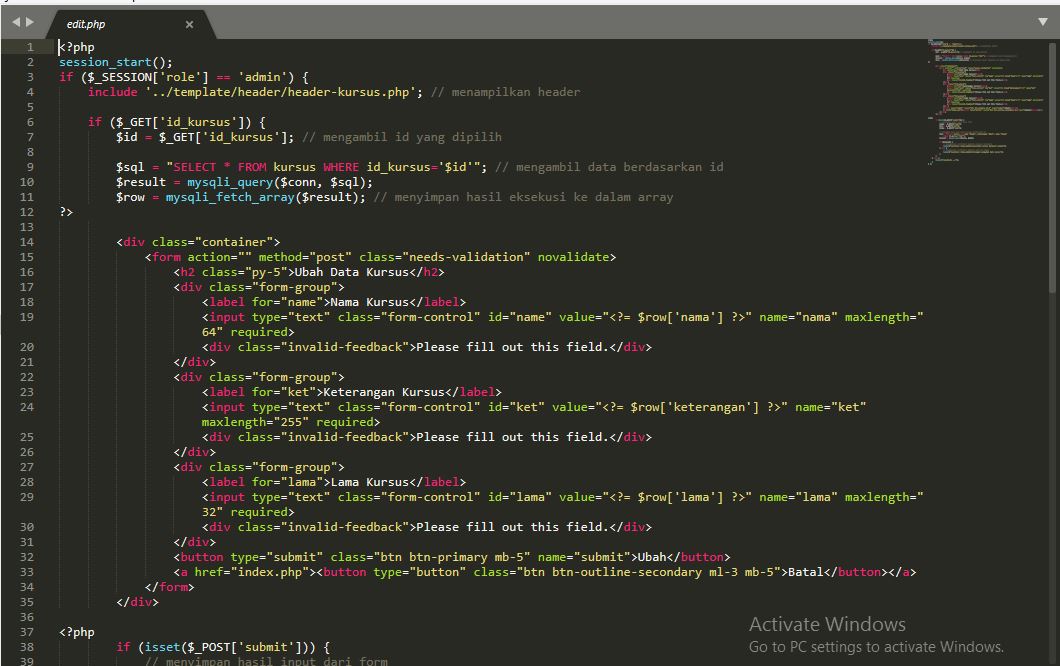 edit.php
1 <?php
2 session_start();
3 if ($_SESSION['role'] == 'admin') {
4 include '../template/header/header-kursus.php'; // menampilkan header
5
6 if ($_GET['id_kursus']) {
7 $id = $_GET['id_kursus']; // mengambil id yang dipilih
8
9 $sql = "SELECT * FROM kursus WHERE id_kursus='$id'"; // mengambil data berdasarkan id
10 $result = mysqli_query($conn, $sql);
11 $row = mysqli_fetch_array($result); // menyimpan hasil eksekusi ke dalam array
12 ?>
13
14 <div class="container">
15 <form action="" method="post" class="needs-validation" novalidate>
16 <h2 class="py-5">Ubah Data Kursus</h2>
17 <div class="form-group">
18 <label for="name">Nama Kursus</label>
19 <input type="text" class="form-control" id="name" value="<?= $row['nama'] ?>" name="nama" maxlength="
64" required>
20 <div class="invalid-feedback">Please fill out this field.</div>
21 </div>
22 <div class="form-group">
23 <label for="ket">Keterangan Kursus</label>
24 <input type="text" class="form-control" id="ket" value="<?= $row['keterangan'] ?>" name="ket"
maxlength="255" required>
25 <div class="invalid-feedback">Please fill out this field.</div>
26 </div>
27 <div class="form-group">
28 <label for="lama">Lama Kursus</label>
29 <input type="text" class="form-control" id="lama" value="<?= $row['lama'] ?>" name="lama" maxlength="
32" required>
30 <div class="invalid-feedback">Please fill out this field.</div>
31 </div>
32 <button type="submit" class="btn btn-primary mb-5" name="submit">Ubah</button>
33 <a href="index.php"><button type="button" class="btn btn-outline-secondary ml-3 mb-5">Batal</button></a>
34 </form>
35 </div>
36
37 <?php
38 if (isset($_POST['submit'])) {
39 // menyimpan hasil input dari form
Activate Windows
Go to PC settings to activate Windows.